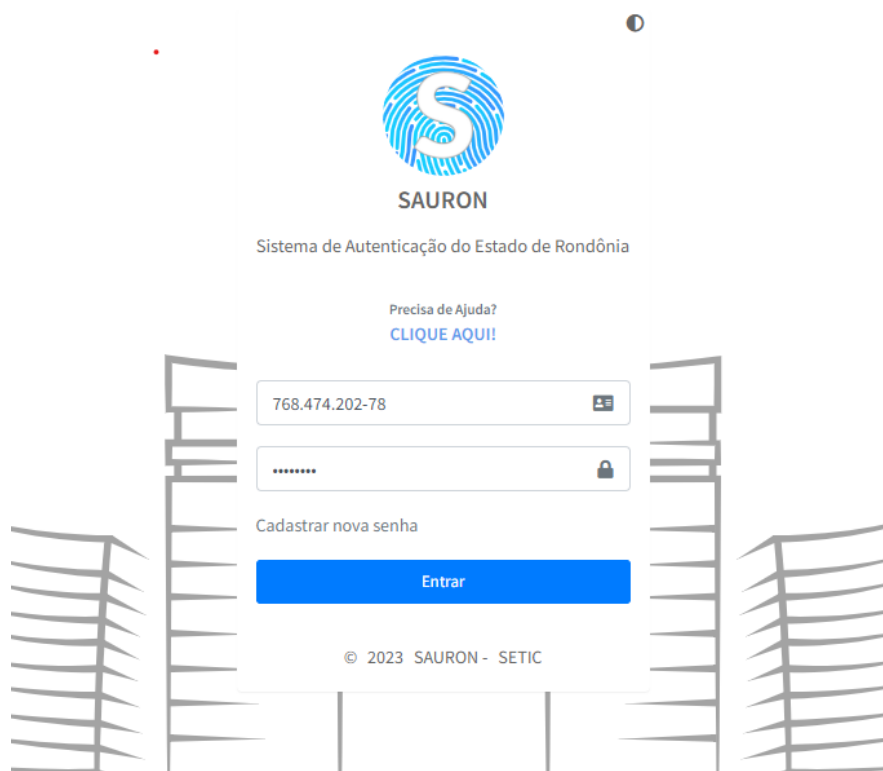 S
SAURON
Sistema de Autenticação do Estado de Rondônia
Precisa de Ajuda?
CLIQUE AQUI!
768.474.202-78
••••••••
Cadastrar nova senha
Entrar
© 2023 SAURON - SETIC